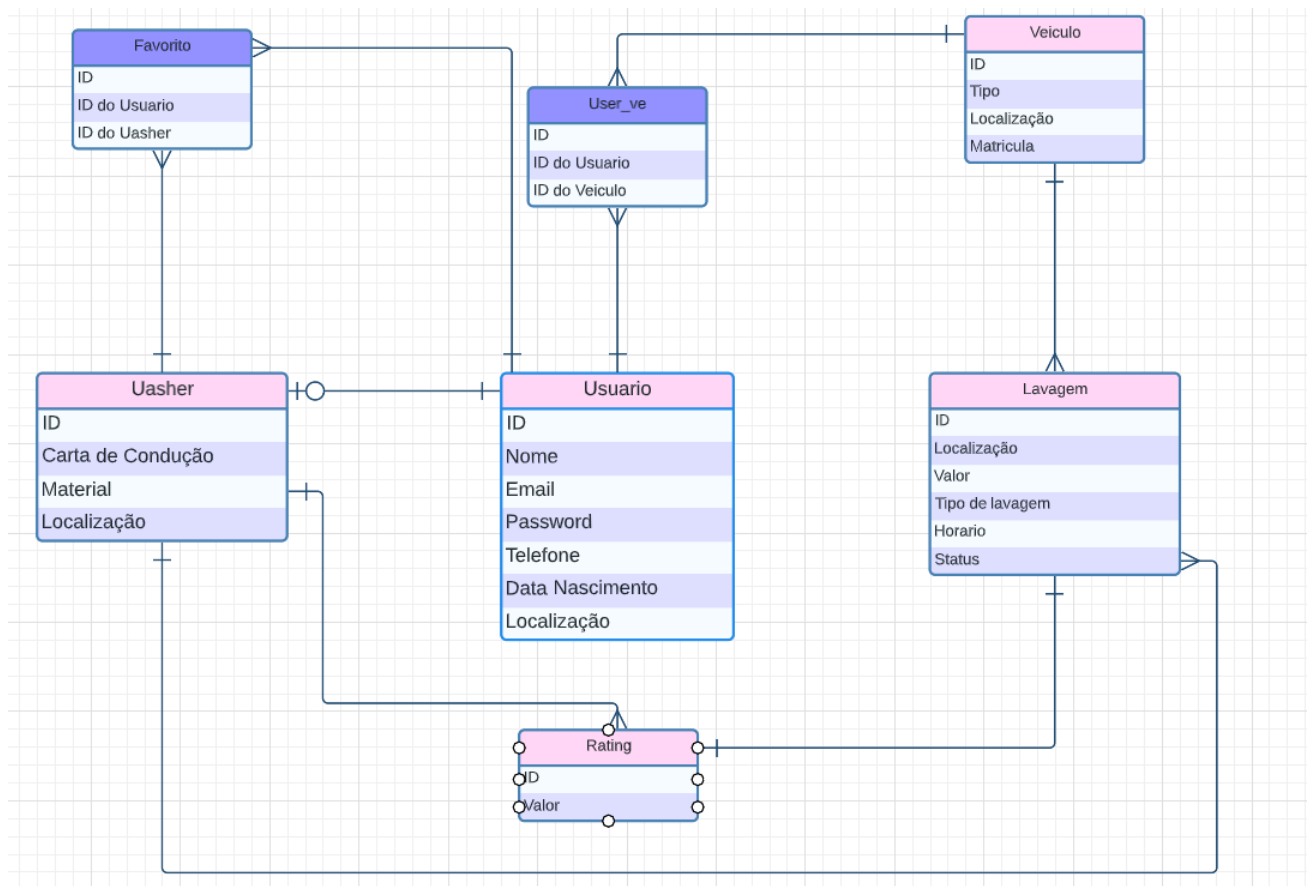 Favorito
ID
ID do Usuario
ID do Uasher
User_ve
ID
ID do Usuario
ID do Veiculo
Veiculo
ID
Tipo
Localização
Matricula
Uasher
ID
Carta de Condução
Material
Localização
Usuario
ID
Nome
Email
Password
Telefone
Data Nascimento
Localização
Lavagem
ID
Localização
Valor
Tipo de lavagem
Horario
Status
Rating
ID
Valor